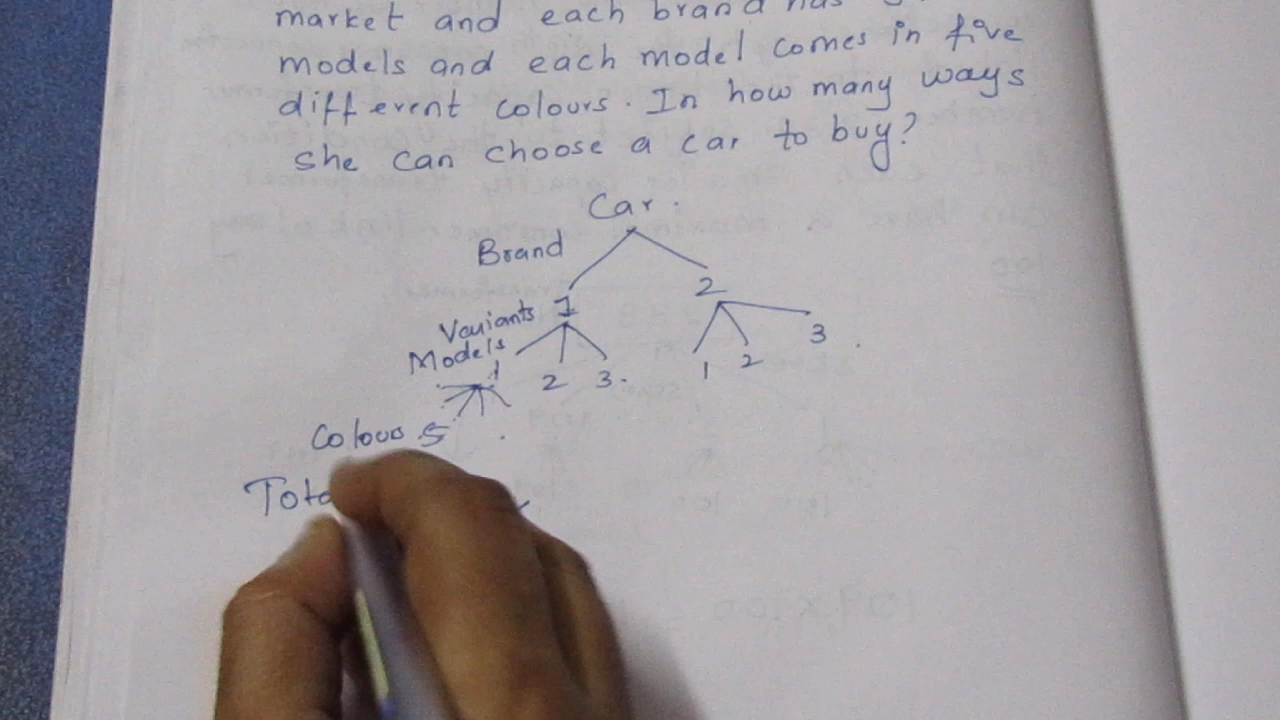 market and each brand has
models and each model comes in five
different colours. In how many ways
she can choose a car to buy?
Car.
Brand
1 2
Variants
Models
1 2 3. 1 2 3
Colou 5
Tota